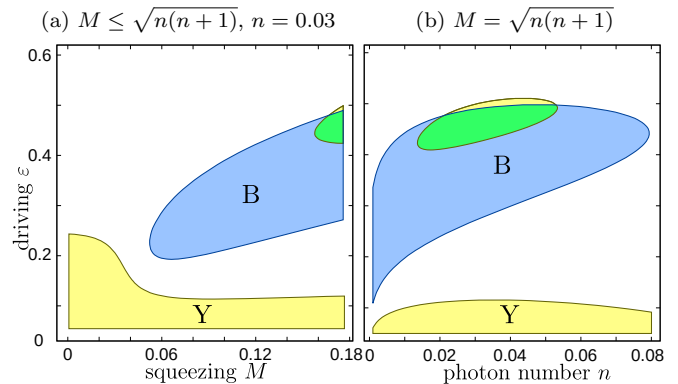 (a) M ≤ √n(n + 1), n = 0.03
(b) M = √n(n + 1)
driving ε
0.6
0.4
0.2
0
B
Y
0 0.06 0.12 0.18
squeezing M
B
Y
0 0.02 0.04 0.06 0.08
photon number n